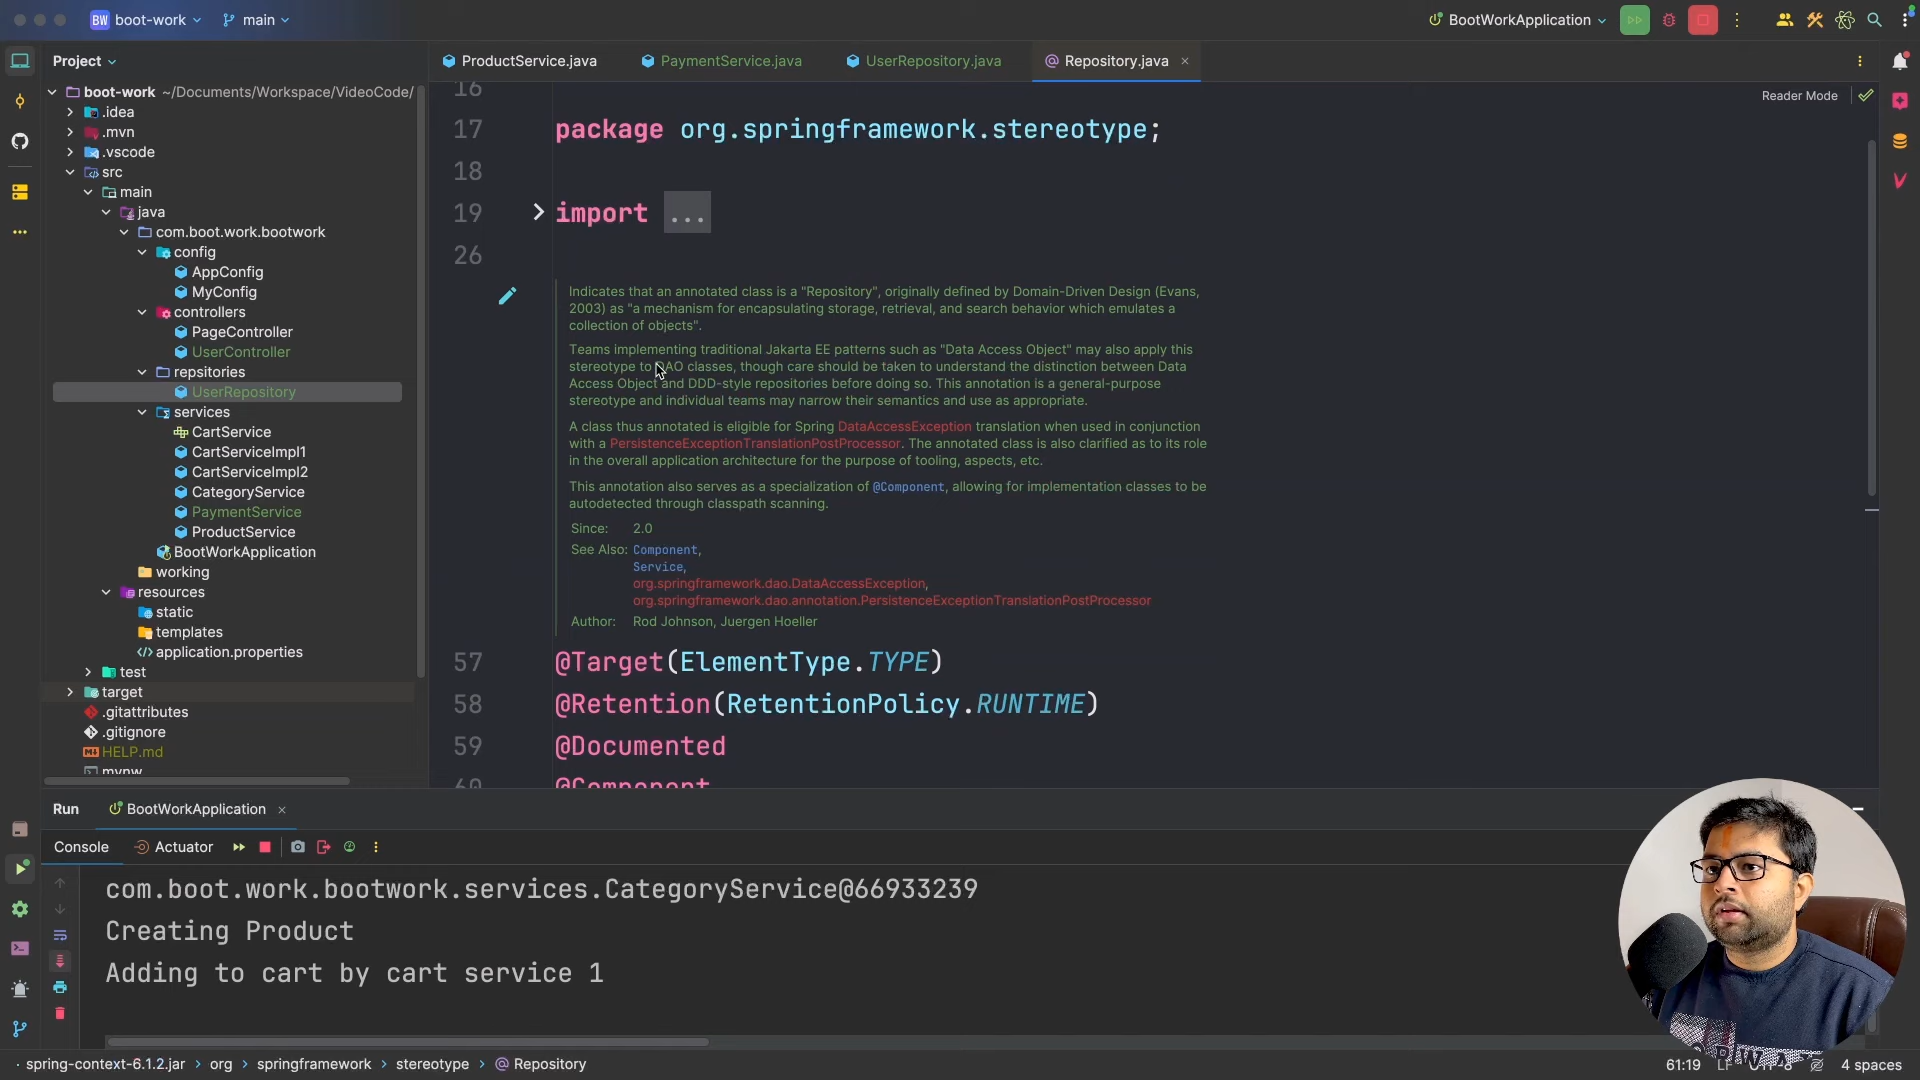 BW boot-work main
BootWorkApplication
Project
ProductService.java PaymentService.java UserRepository.java Repository.java
boot-work ~/Documents/Workspace/VideoCode/
.idea
.mvn
.vscode
src
main
java
com.boot.work.bootwork
config
AppConfig
MyConfig
controllers
PageController
UserController
repsitories
UserRepository
services
CartService
CartServiceImpl1
CartServiceImpl2
CategoryService
PaymentService
ProductService
BootWorkApplication
working
resources
static
templates
application.properties
test
target
.gitattributes
.gitignore
HELP.md
mvnw
Reader Mode
16
17 package org.springframework.stereotype;
18
19 import ...
26
Indicates that an annotated class is a "Repository", originally defined by Domain-Driven Design (Evans,
2003) as "a mechanism for encapsulating storage, retrieval, and search behavior which emulates a
collection of objects".
Teams implementing traditional Jakarta EE patterns such as "Data Access Object" may also apply this
stereotype to DAO classes, though care should be taken to understand the distinction between Data
Access Object and DDD-style repositories before doing so. This annotation is a general-purpose
stereotype and individual teams may narrow their semantics and use as appropriate.
A class thus annotated is eligible for Spring DataAccessException translation when used in conjunction
with a PersistenceExceptionTranslationPostProcessor. The annotated class is also clarified as to its role
in the overall application architecture for the purpose of tooling, aspects, etc.
This annotation also serves as a specialization of @Component, allowing for implementation classes to be
autodetected through classpath scanning.
Since: 2.0
See Also: Component,
Service,
org.springframework.dao.DataAccessException,
org.springframework.dao.annotation.PersistenceExceptionTranslationPostProcessor
Author: Rod Johnson, Juergen Hoeller
57 @Target(ElementType.TYPE)
58 @Retention(RetentionPolicy.RUNTIME)
59 @Documented
60 @Component
Run BootWorkApplication
Console Actuator
com.boot.work.bootwork.services.CategoryService@66933239
Creating Product
Adding to cart by cart service 1
spring-context-6.1.2.jar > org > springframework > stereotype > Repository
61:19 LF UTF-8 4 spaces